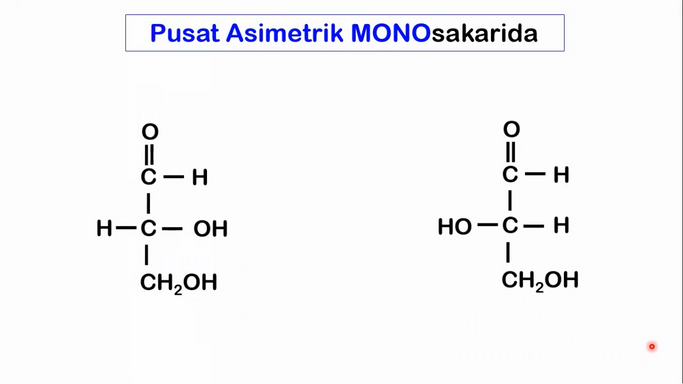 Pusat Asimetrik MONOsakarida
O
C — H
H — C — OH
CH₂OH
O
C — H
HO — C — H
CH₂OH